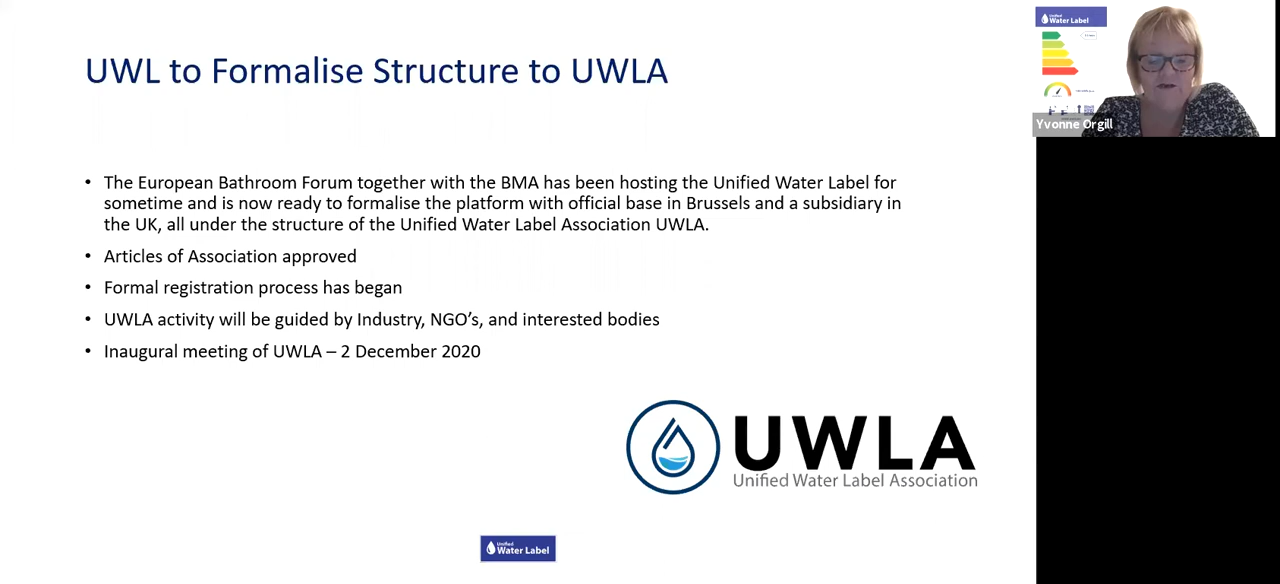 UWL to Formalise Structure to UWLA
• The European Bathroom Forum together with the BMA has been hosting the Unified Water Label for
sometime and is now ready to formalise the platform with official base in Brussels and a subsidiary in
the UK, all under the structure of the Unified Water Label Association UWLA.
• Articles of Association approved
• Formal registration process has began
• UWLA activity will be guided by Industry, NGO's, and interested bodies
• Inaugural meeting of UWLA – 2 December 2020
UWLA
Unified Water Label Association
Unified
Water Label
Unified
Water Label
Yvonne Orgill